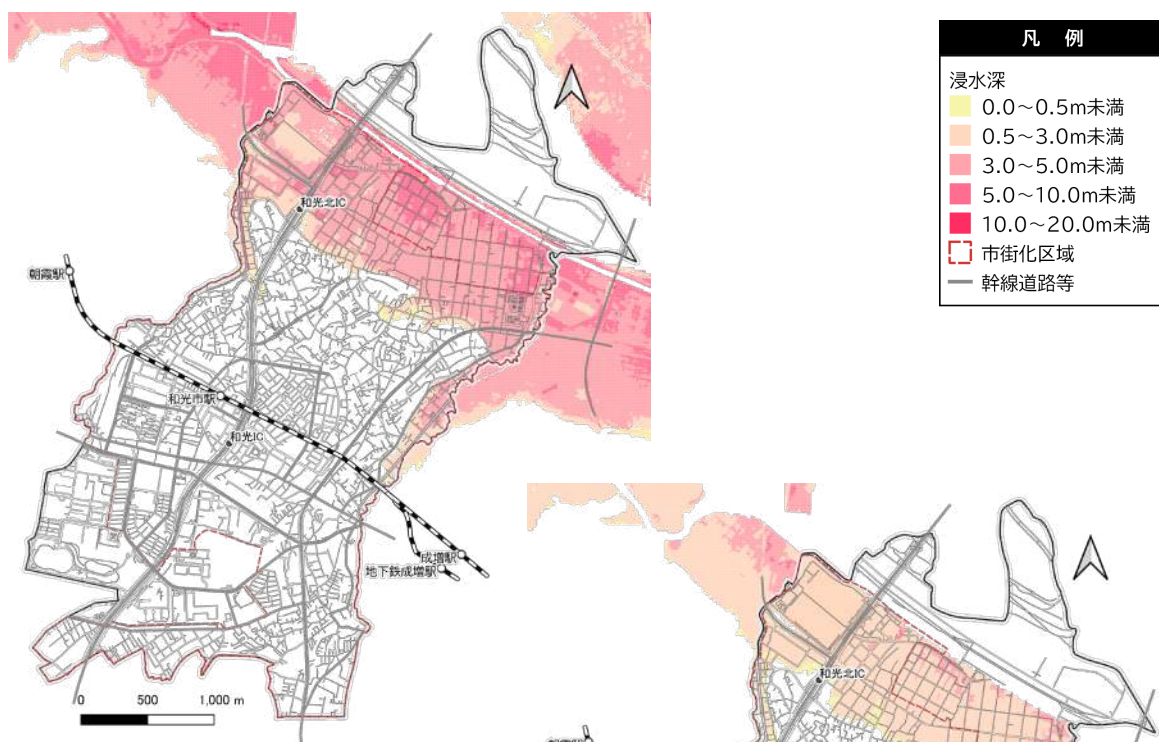 凡 例
浸水深
0.0～0.5m未満
0.5～3.0m未満
3.0～5.0m未満
5.0～10.0m未満
10.0～20.0m未満
市街化区域
幹線道路等
和光北IC
朝霞駅
和光市駅
和光IC
成増駅
地下鉄成増駅
0 500 1,000 m
和光北IC